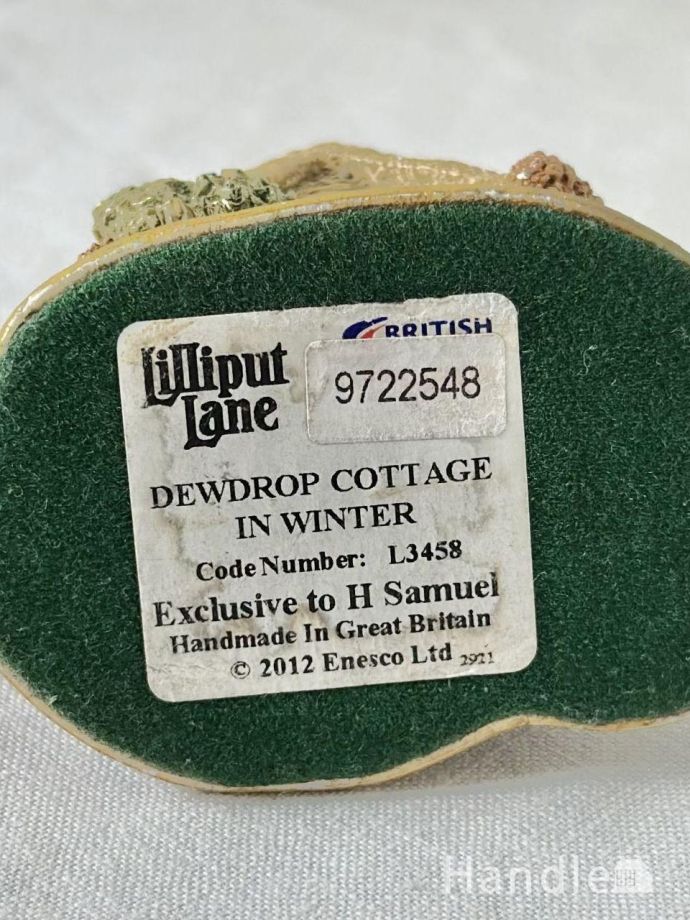 Lilliput
Lane
BRITISH
9722548
DEWDROP COTTAGE
IN WINTER
Code Number: L3458
Exclusive to H Samuel
Handmade In Great Britain
© 2012 Enesco Ltd 2921
Handle